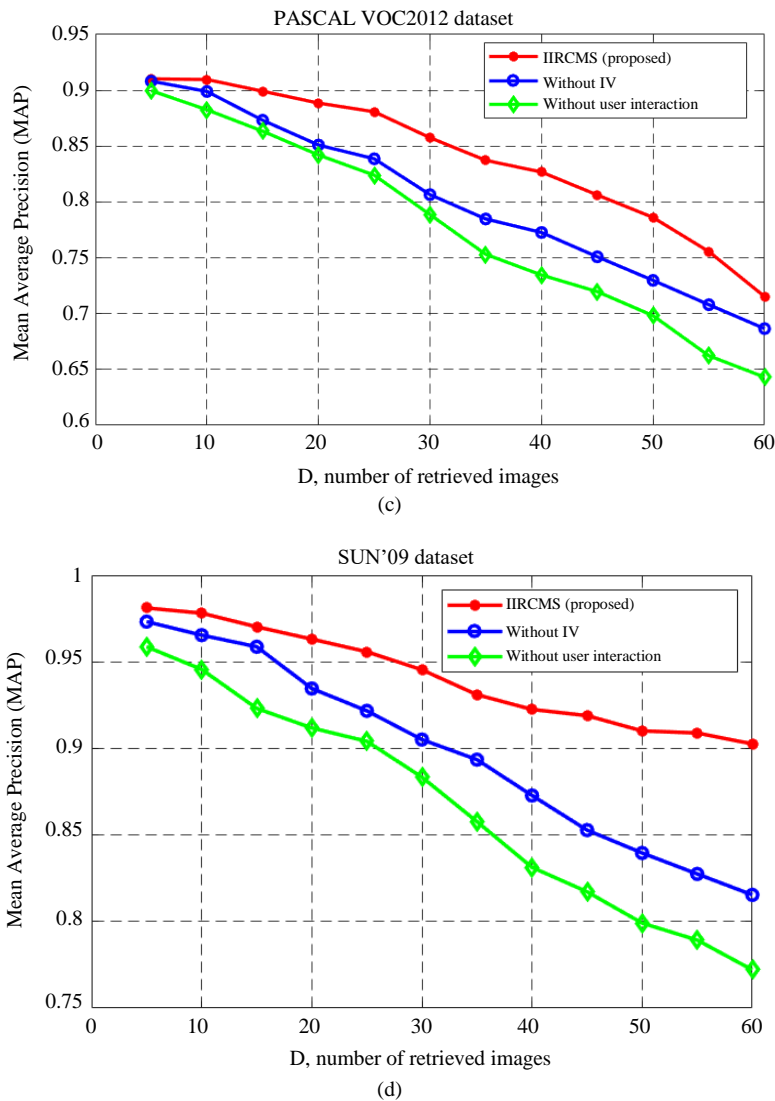 PASCAL VOC2012 dataset
0.95
0.9
0.85
0.8
0.75
0.7
0.65
0.6
Mean Average Precision (MAP)
IIRCMS (proposed)
Without IV
Without user interaction
0 10 20 30 40 50 60
D, number of retrieved images
(c)
SUN’09 dataset
1
0.95
0.9
0.85
0.8
0.75
Mean Average Precision (MAP)
IIRCMS (proposed)
Without IV
Without user interaction
0 10 20 30 40 50 60
D, number of retrieved images
(d)